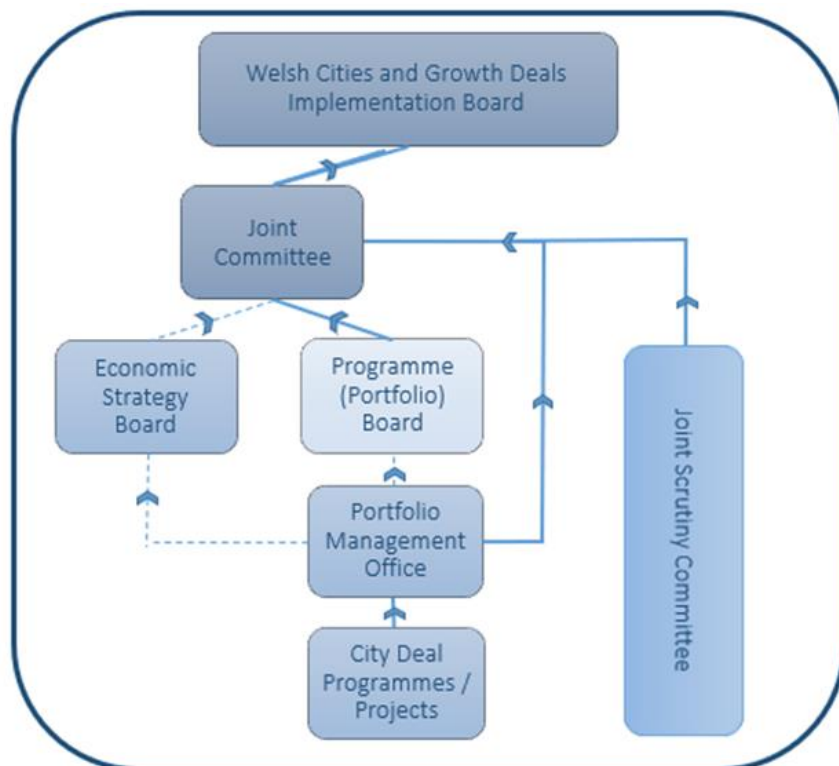 Welsh Cities and Growth Deals
Implementation Board
Joint
Committee
Economic
Strategy
Board
Programme
(Portfolio)
Board
Portfolio
Management
Office
City Deal
Programmes /
Projects
Joint Scrutiny Committee